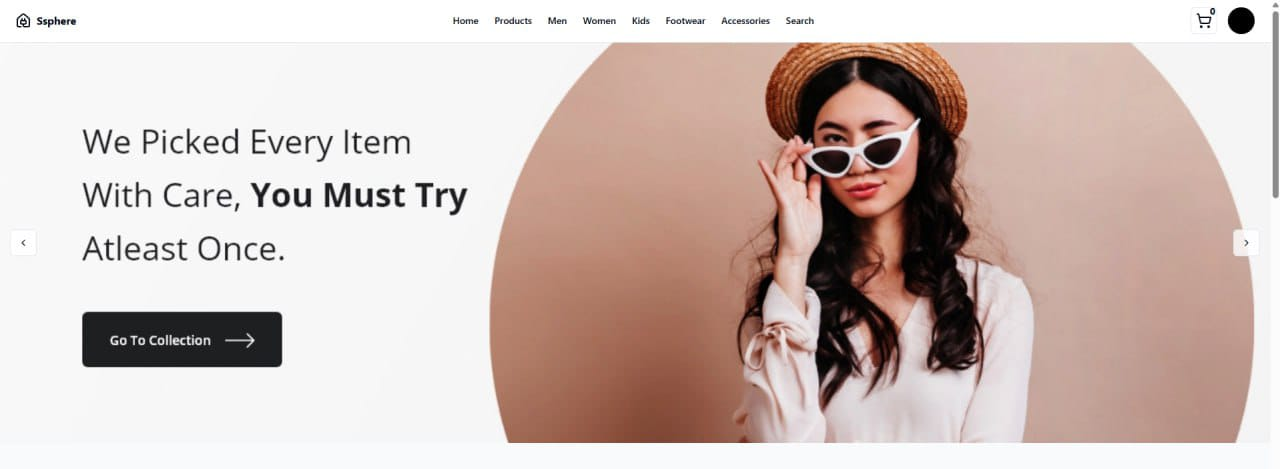 Ssphere
Home Products Men Women Kids Footwear Accessories Search
0
We Picked Every Item
With Care, You Must Try
Atleast Once.
Go To Collection